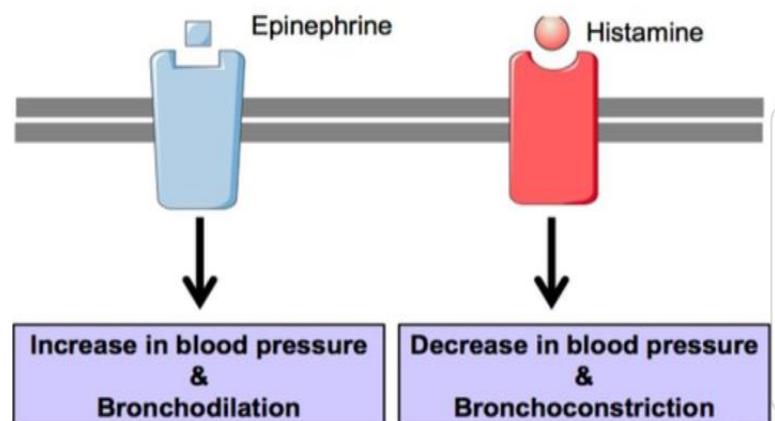 Epinephrine
Histamine
Increase in blood pressure
&
Bronchodilation
Decrease in blood pressure
&
Bronchoconstriction